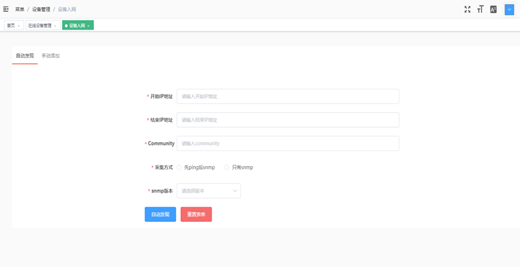 菜单 / 设备管理 / 设备入网
首页 在线设备管理 × 设备入网 ×
自动发现 手动添加
* 开始IP地址 请输入开始IP地址
* 结束IP地址 请输入结束IP地址
* Community 请输入community
* 采集方式 先ping后snmp 只有snmp
* snmp版本 请选择版本
自动发现 重置表单